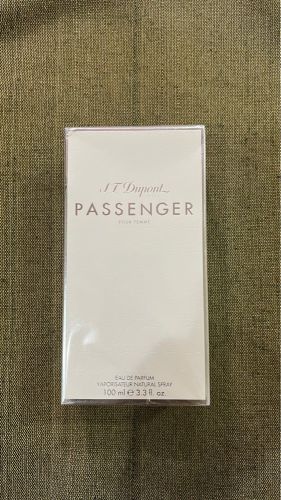 S.T. Dupont
PASSENGER
POUR FEMME
EAU DE PARFUM
VAPORISATEUR NATURAL SPRAY
100 ml ℮ 3.3 fl. oz.